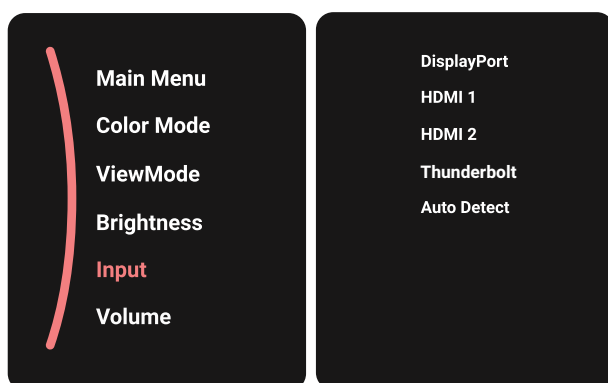 Main Menu
Color Mode
ViewMode
Brightness
Input
Volume
DisplayPort
HDMI 1
HDMI 2
Thunderbolt
Auto Detect